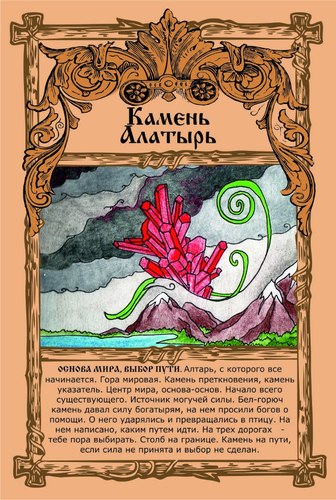 Камень
Алатырь
ОСНОВА МИРА, ВЫБОР ПУТИ. Алтарь, с которого все
начинается. Гора мировая. Камень преткновения, камень
указатель. Центр мира, основа-основ. Начало всего
существующего. Источник могучей силы. Бел-горюч
камень давал силу богатырям, на нем просили богов о
помощи. О него ударялись и превращались в птицу. На
нем написано, каким путем идти. На трех дорогах -
тебе пора выбирать. Столб на границе. Камень на пути,
если сила не принята и выбор не сделан.